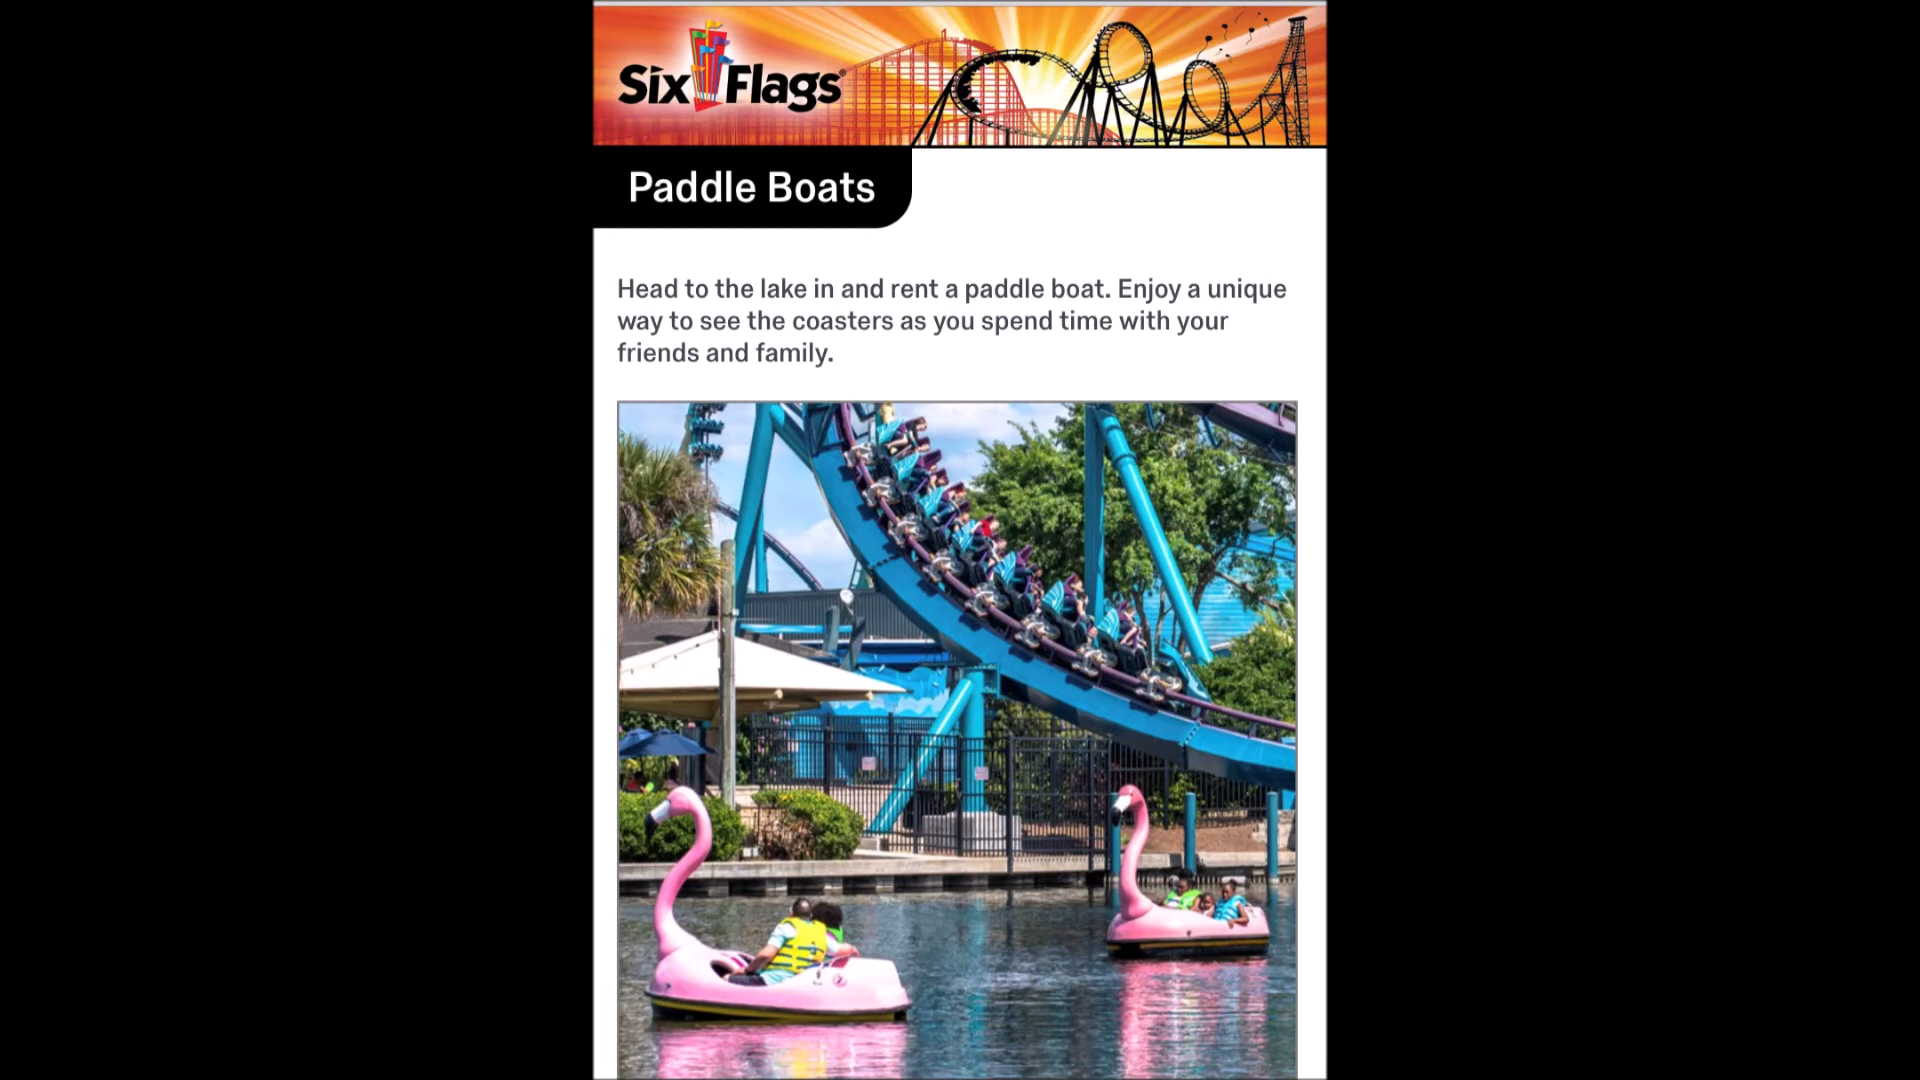 Six Flags®
Paddle Boats
Head to the lake in and rent a paddle boat. Enjoy a unique
way to see the coasters as you spend time with your
friends and family.